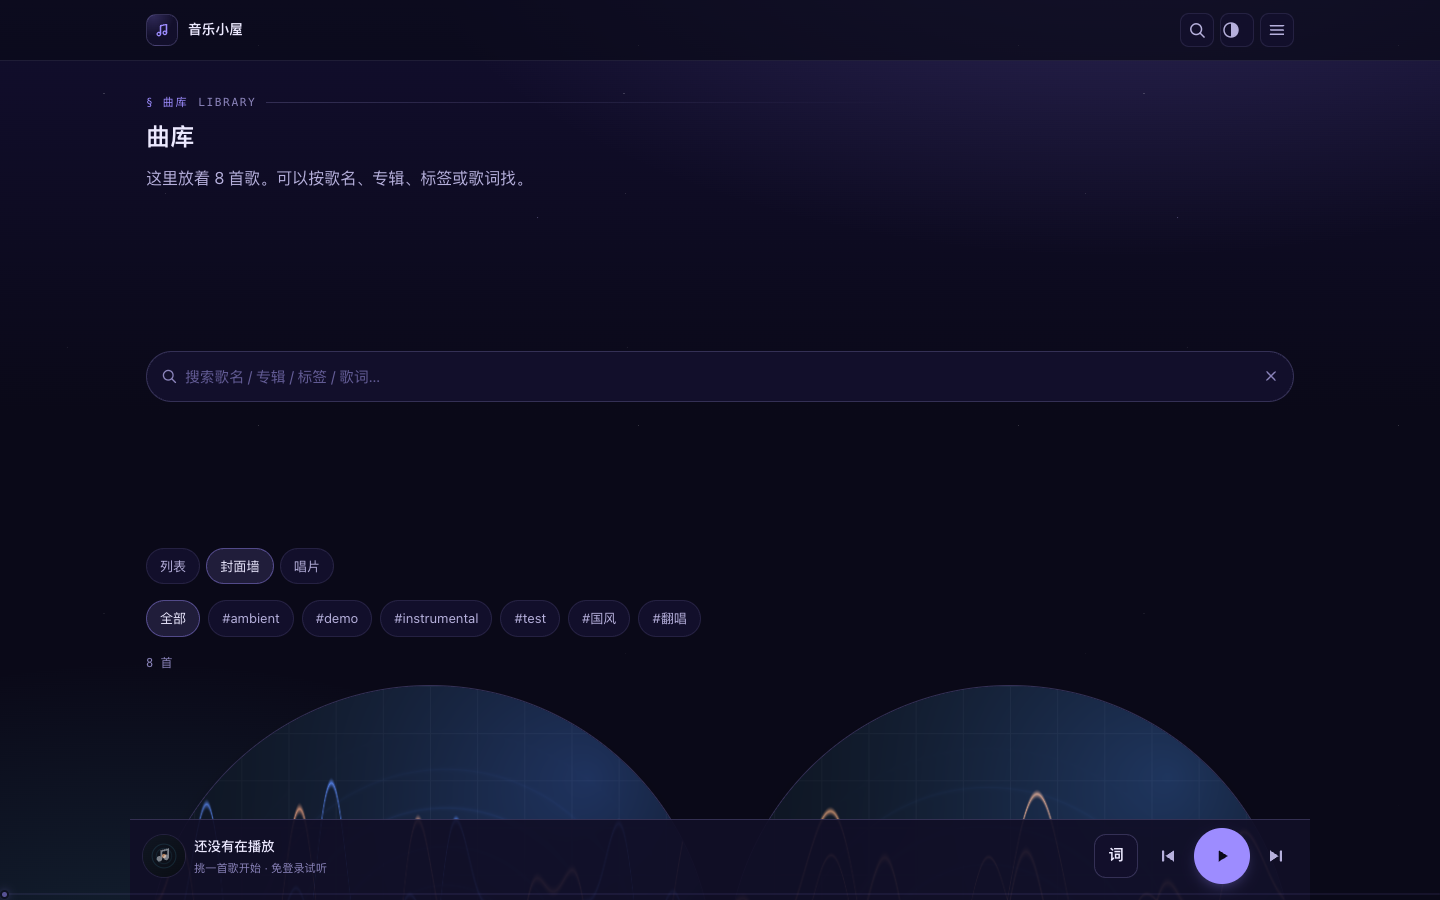 音乐小屋
§ 曲库 LIBRARY
曲库
这里放着 8 首歌。可以按歌名、专辑、标签或歌词找。
搜索歌名 / 专辑 / 标签 / 歌词...
列表 封面墙 唱片
全部 #ambient #demo #instrumental #test #国风 #翻唱
8 首
还没有在播放
挑一首歌开始 · 免登录试听
词